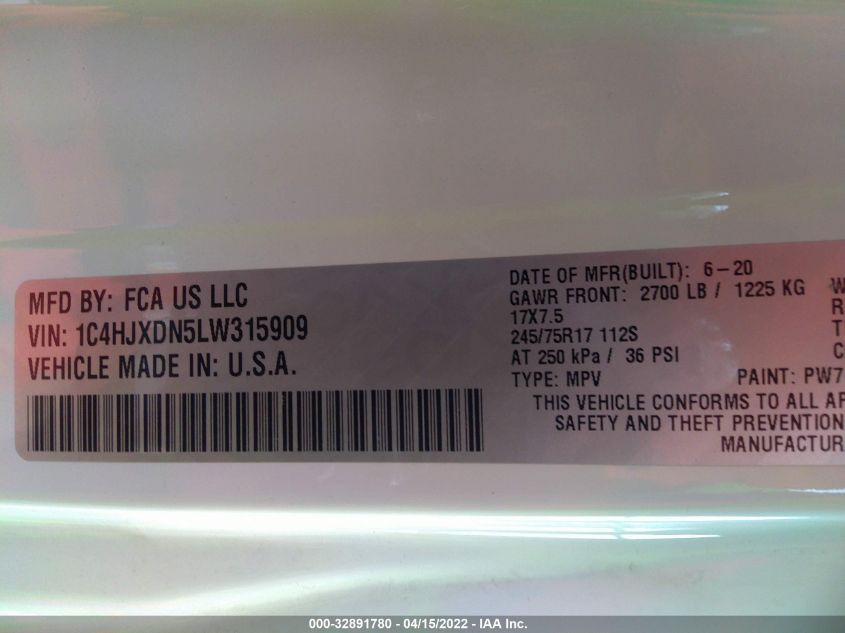 MFD BY: FCA US LLC
VIN: 1C4HJXDN5LW315909
VEHICLE MADE IN: U.S.A.
DATE OF MFR(BUILT): 6-20
GAWR FRONT: 2700 LB / 1225 KG
17X7.5
245/75R17 112S
AT 250 kPa / 36 PSI
TYPE: MPV PAINT: PW7
THIS VEHICLE CONFORMS TO ALL AP
SAFETY AND THEFT PREVENTION
MANUFACTUR
W
R
T
C
000-32891780 - 04/15/2022 - IAA Inc.